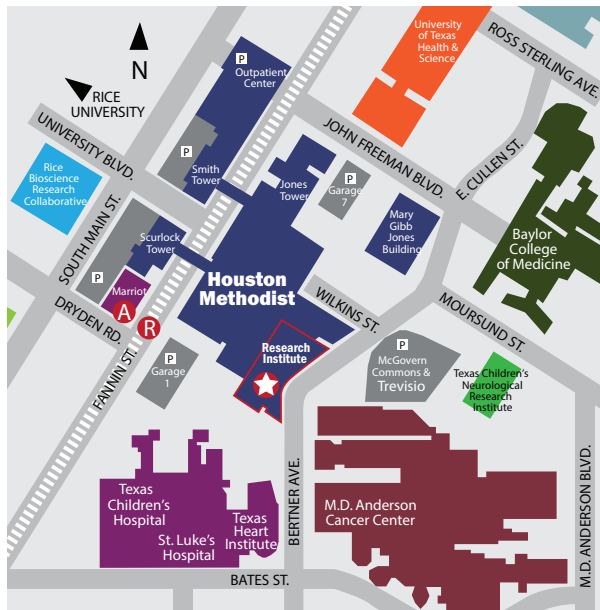 N
RICE
UNIVERSITY
P
Outpatient
Center
University
of Texas
Health &
Science
ROSS STERLING AVE.
UNIVERSITY BLVD.
JOHN FREEMAN BLVD.
E. CULLEN ST.
Rice
Bioscience
Research
Collaborative
P
Smith
Tower
Jones
Tower
P
Garage
7
Mary
Gibb
Jones
Building
Baylor
College
of Medicine
SOUTH MAIN ST.
Scurlock
Tower
P
Marriot
A
R
Houston
Methodist
WILKINS ST.
MOURSUND ST.
DRYDEN RD.
FANNIN ST.
P
Garage
1
Research
Institute
P
McGovern
Commons &
Trevisio
Texas Children's
Neurological
Research
Institute
Texas
Children's
Hospital
St. Luke's
Hospital
Texas
Heart
Institute
BERTNER AVE.
M.D. Anderson
Cancer Center
M.D. ANDERSON BLVD.
BATES ST.